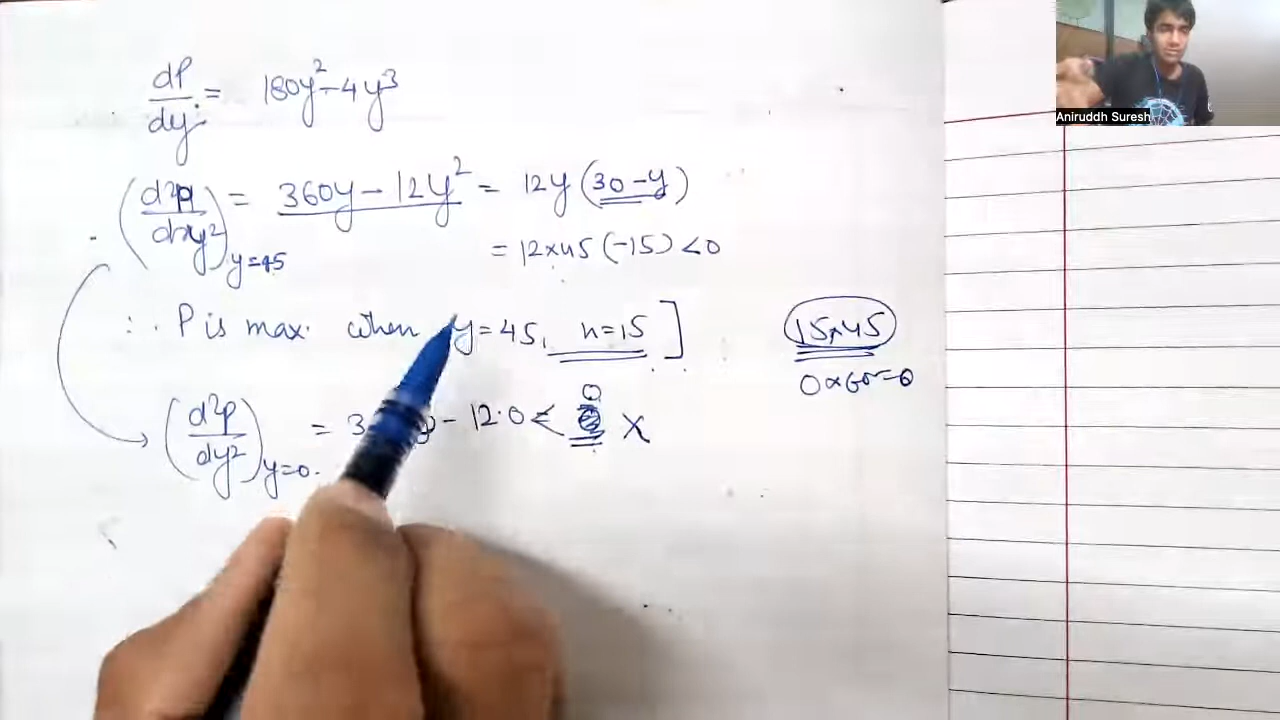 dP/dy = 180y² - 4y³
(d²p/dy²)y=45 = 360y - 12y² = 12y (30 - y)
= 12×45 (-15) < 0
∴ P is max. when y = 45, x = 15 ]
15×45
0×60=0
(d²p/dy²)y=0. = 3 - 12·0 < 0 X
Aniruddh Suresh